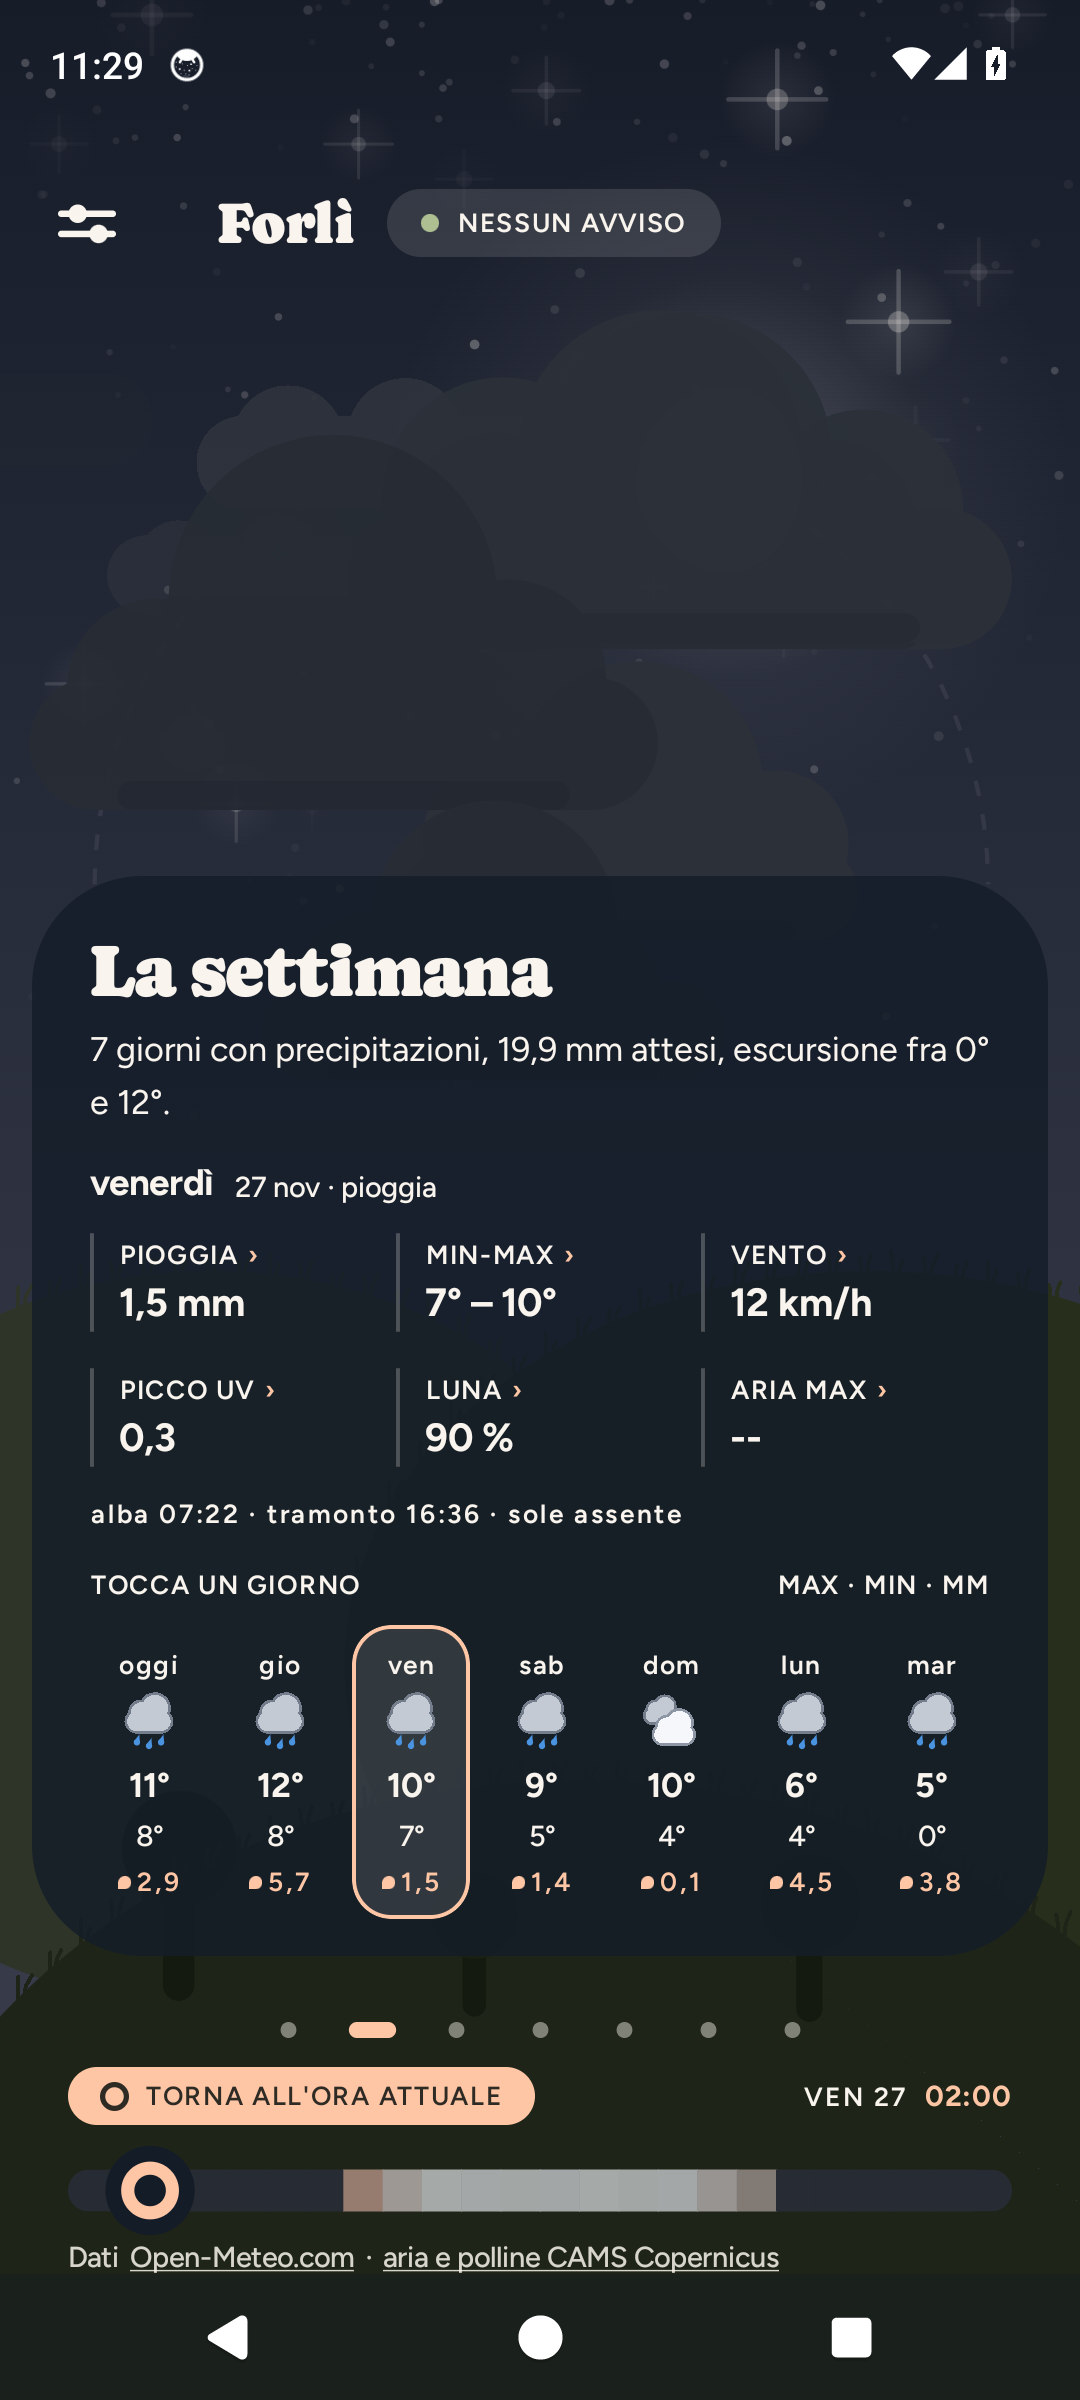 11:29
Forlì
NESSUN AVVISO
La settimana
7 giorni con precipitazioni, 19,9 mm attesi, escursione fra 0°
e 12°.
venerdì 27 nov · pioggia
PIOGGIA › MIN-MAX › VENTO ›
1,5 mm 7° – 10° 12 km/h
PICCO UV › LUNA › ARIA MAX ›
0,3 90 % --
alba 07:22 · tramonto 16:36 · sole assente
TOCCA UN GIORNO MAX · MIN · MM
oggi gio ven sab dom lun mar
11° 12° 10° 9° 10° 6° 5°
8° 8° 7° 5° 4° 4° 0°
2,9 5,7 1,5 1,4 0,1 4,5 3,8
TORNA ALL'ORA ATTUALE VEN 27 02:00
Dati Open-Meteo.com · aria e polline CAMS Copernicus